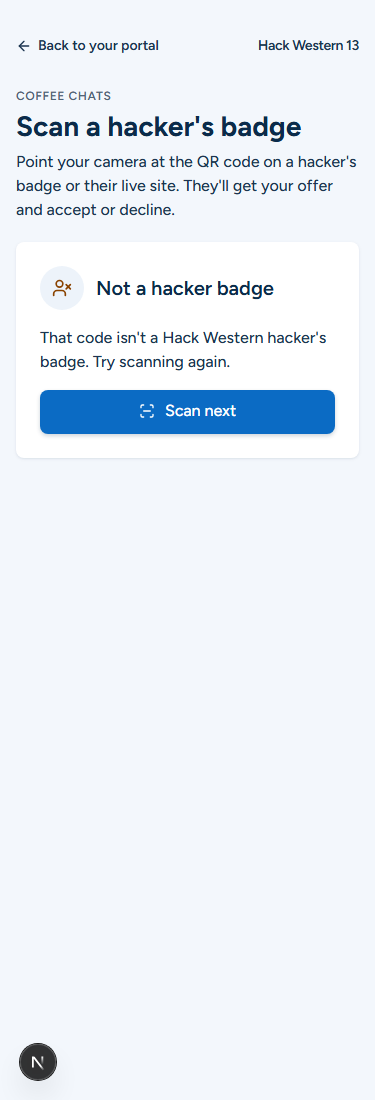 Back to your portal
Hack Western 13
COFFEE CHATS
Scan a hacker's badge
Point your camera at the QR code on a hacker's
badge or their live site. They'll get your offer
and accept or decline.
Not a hacker badge
That code isn't a Hack Western hacker's
badge. Try scanning again.
Scan next
N